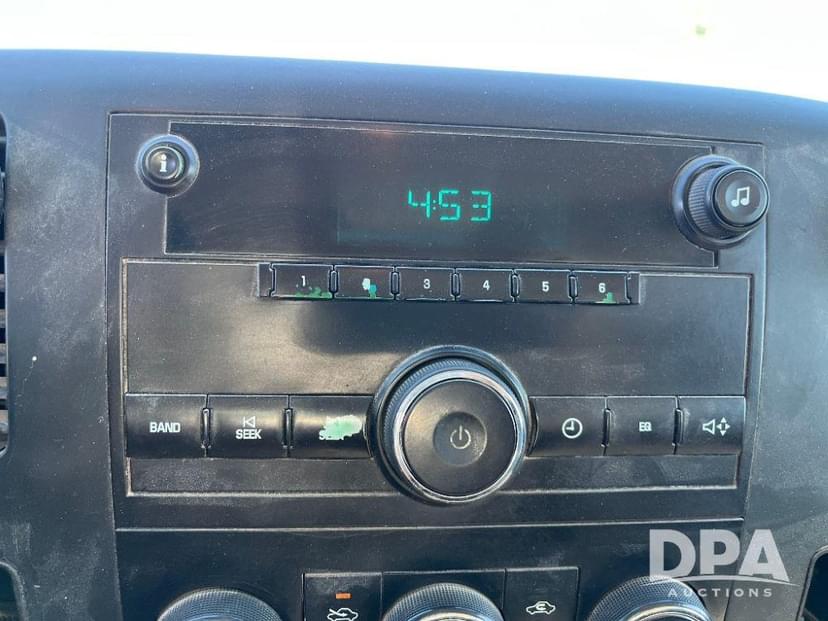 i
4:53
1 3 4 5 6
BAND SEEK EQ
DPA
AUCTIONS